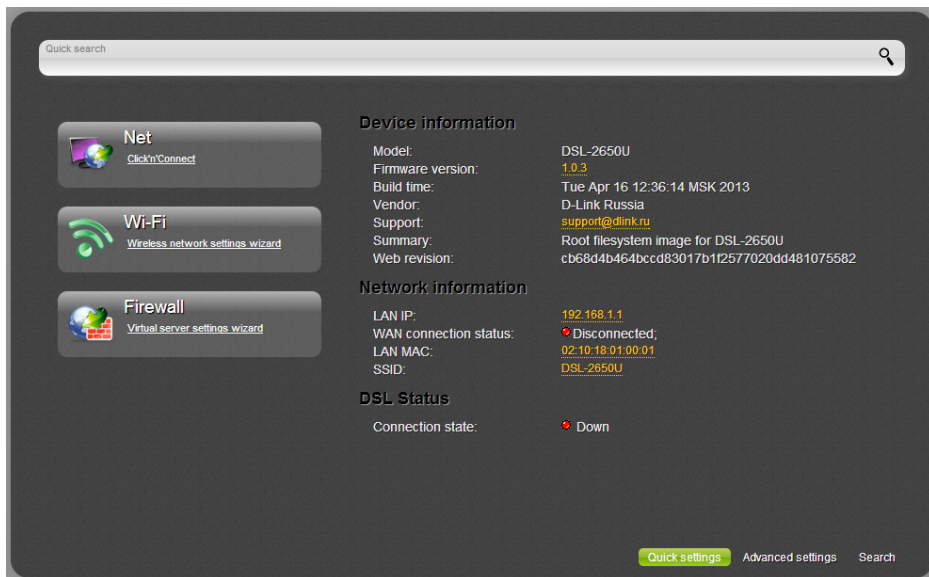 Quick search
Net
Click'n'Connect
Wi-Fi
Wireless network settings wizard
Firewall
Virtual server settings wizard
Device information
Model: DSL-2650U
Firmware version: 1.0.3
Build time: Tue Apr 16 12:36:14 MSK 2013
Vendor: D-Link Russia
Support: support@dlink.ru
Summary: Root filesystem image for DSL-2650U
Web revision: cb68d4b464bccd83017b1f2577020dd481075582
Network information
LAN IP: 192.168.1.1
WAN connection status: Disconnected;
LAN MAC: 02:10:18:01:00:01
SSID: DSL-2650U
DSL Status
Connection state: Down
Quick settings Advanced settings Search